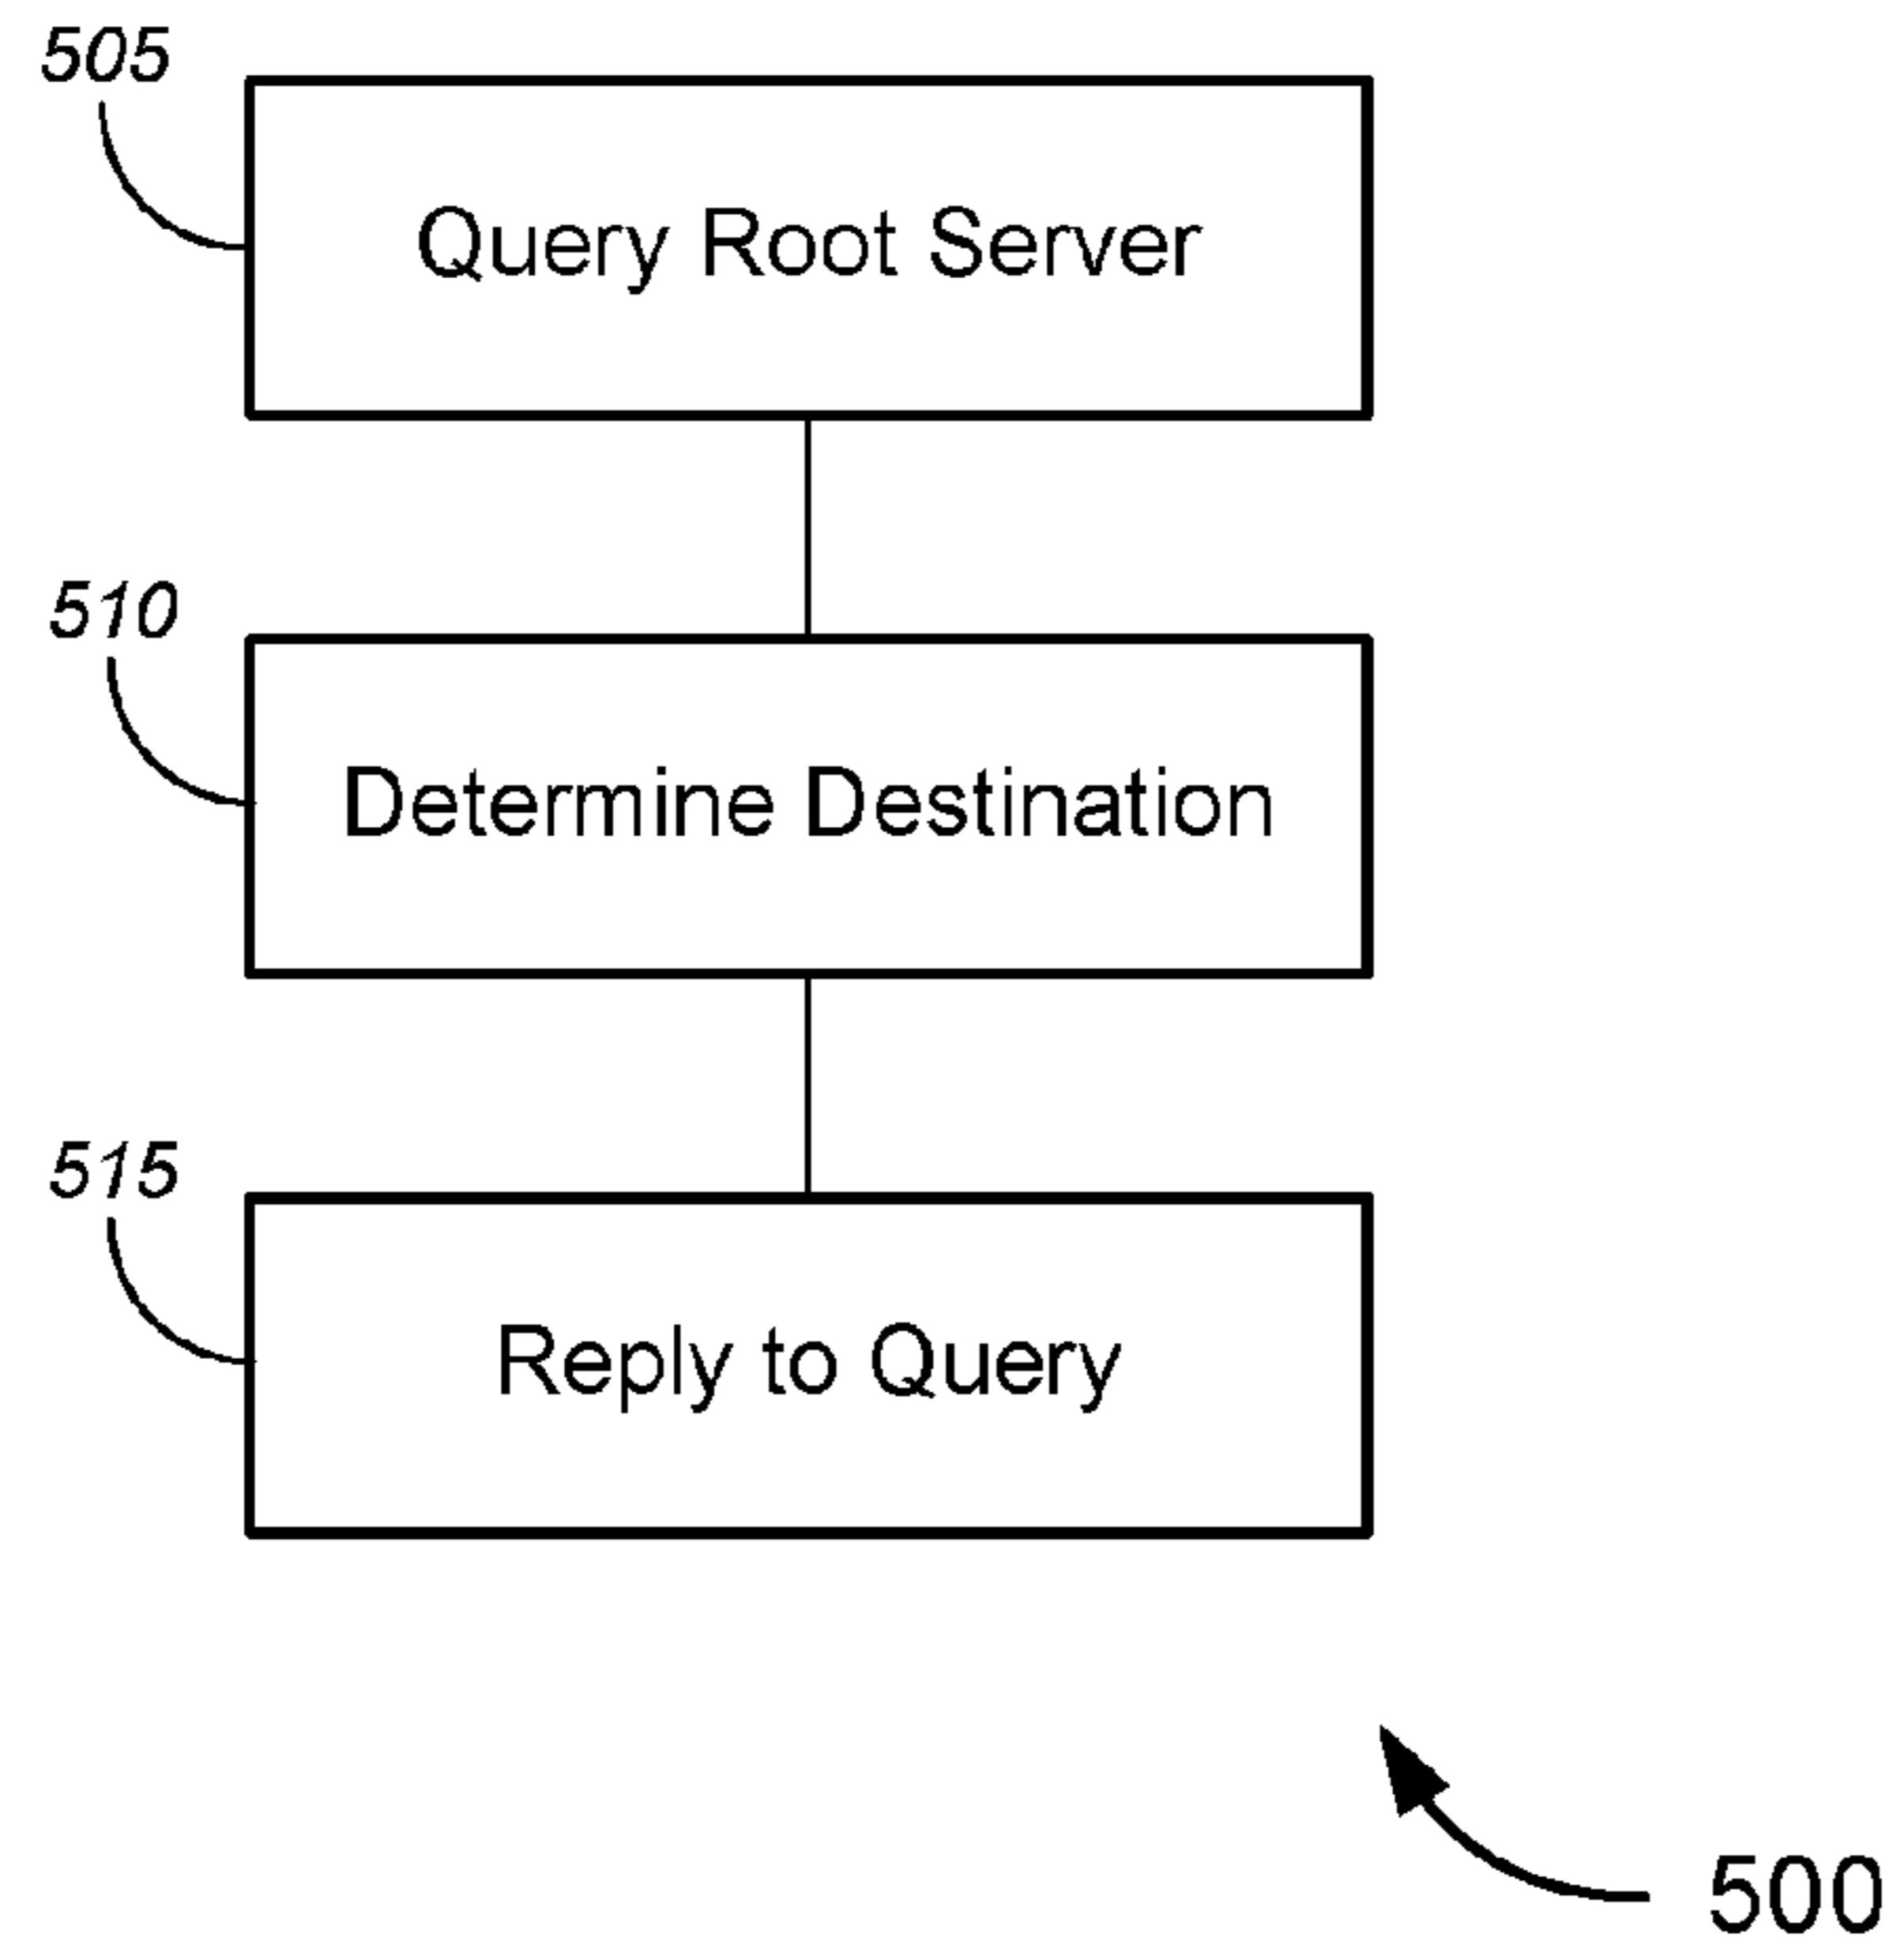 505
Query Root Server
510
Determine Destination
515
Reply to Query
500